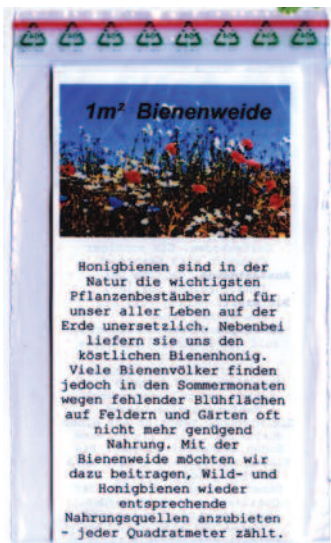 1m² Bienenweide
Honigbienen sind in der
Natur die wichtigsten
Pflanzenbestäuber und für
unser aller Leben auf der
Erde unersetzlich. Nebenbei
liefern sie uns den
köstlichen Bienenhonig.
Viele Bienenvölker finden
jedoch in den Sommermonaten
wegen fehlender Blühflächen
auf Feldern und Gärten oft
nicht mehr genügend
Nahrung. Mit der
Bienenweide möchten wir
dazu beitragen, Wild- und
Honigbienen wieder
entsprechende
Nahrungsquellen anzubieten
- jeder Quadratmeter zählt.